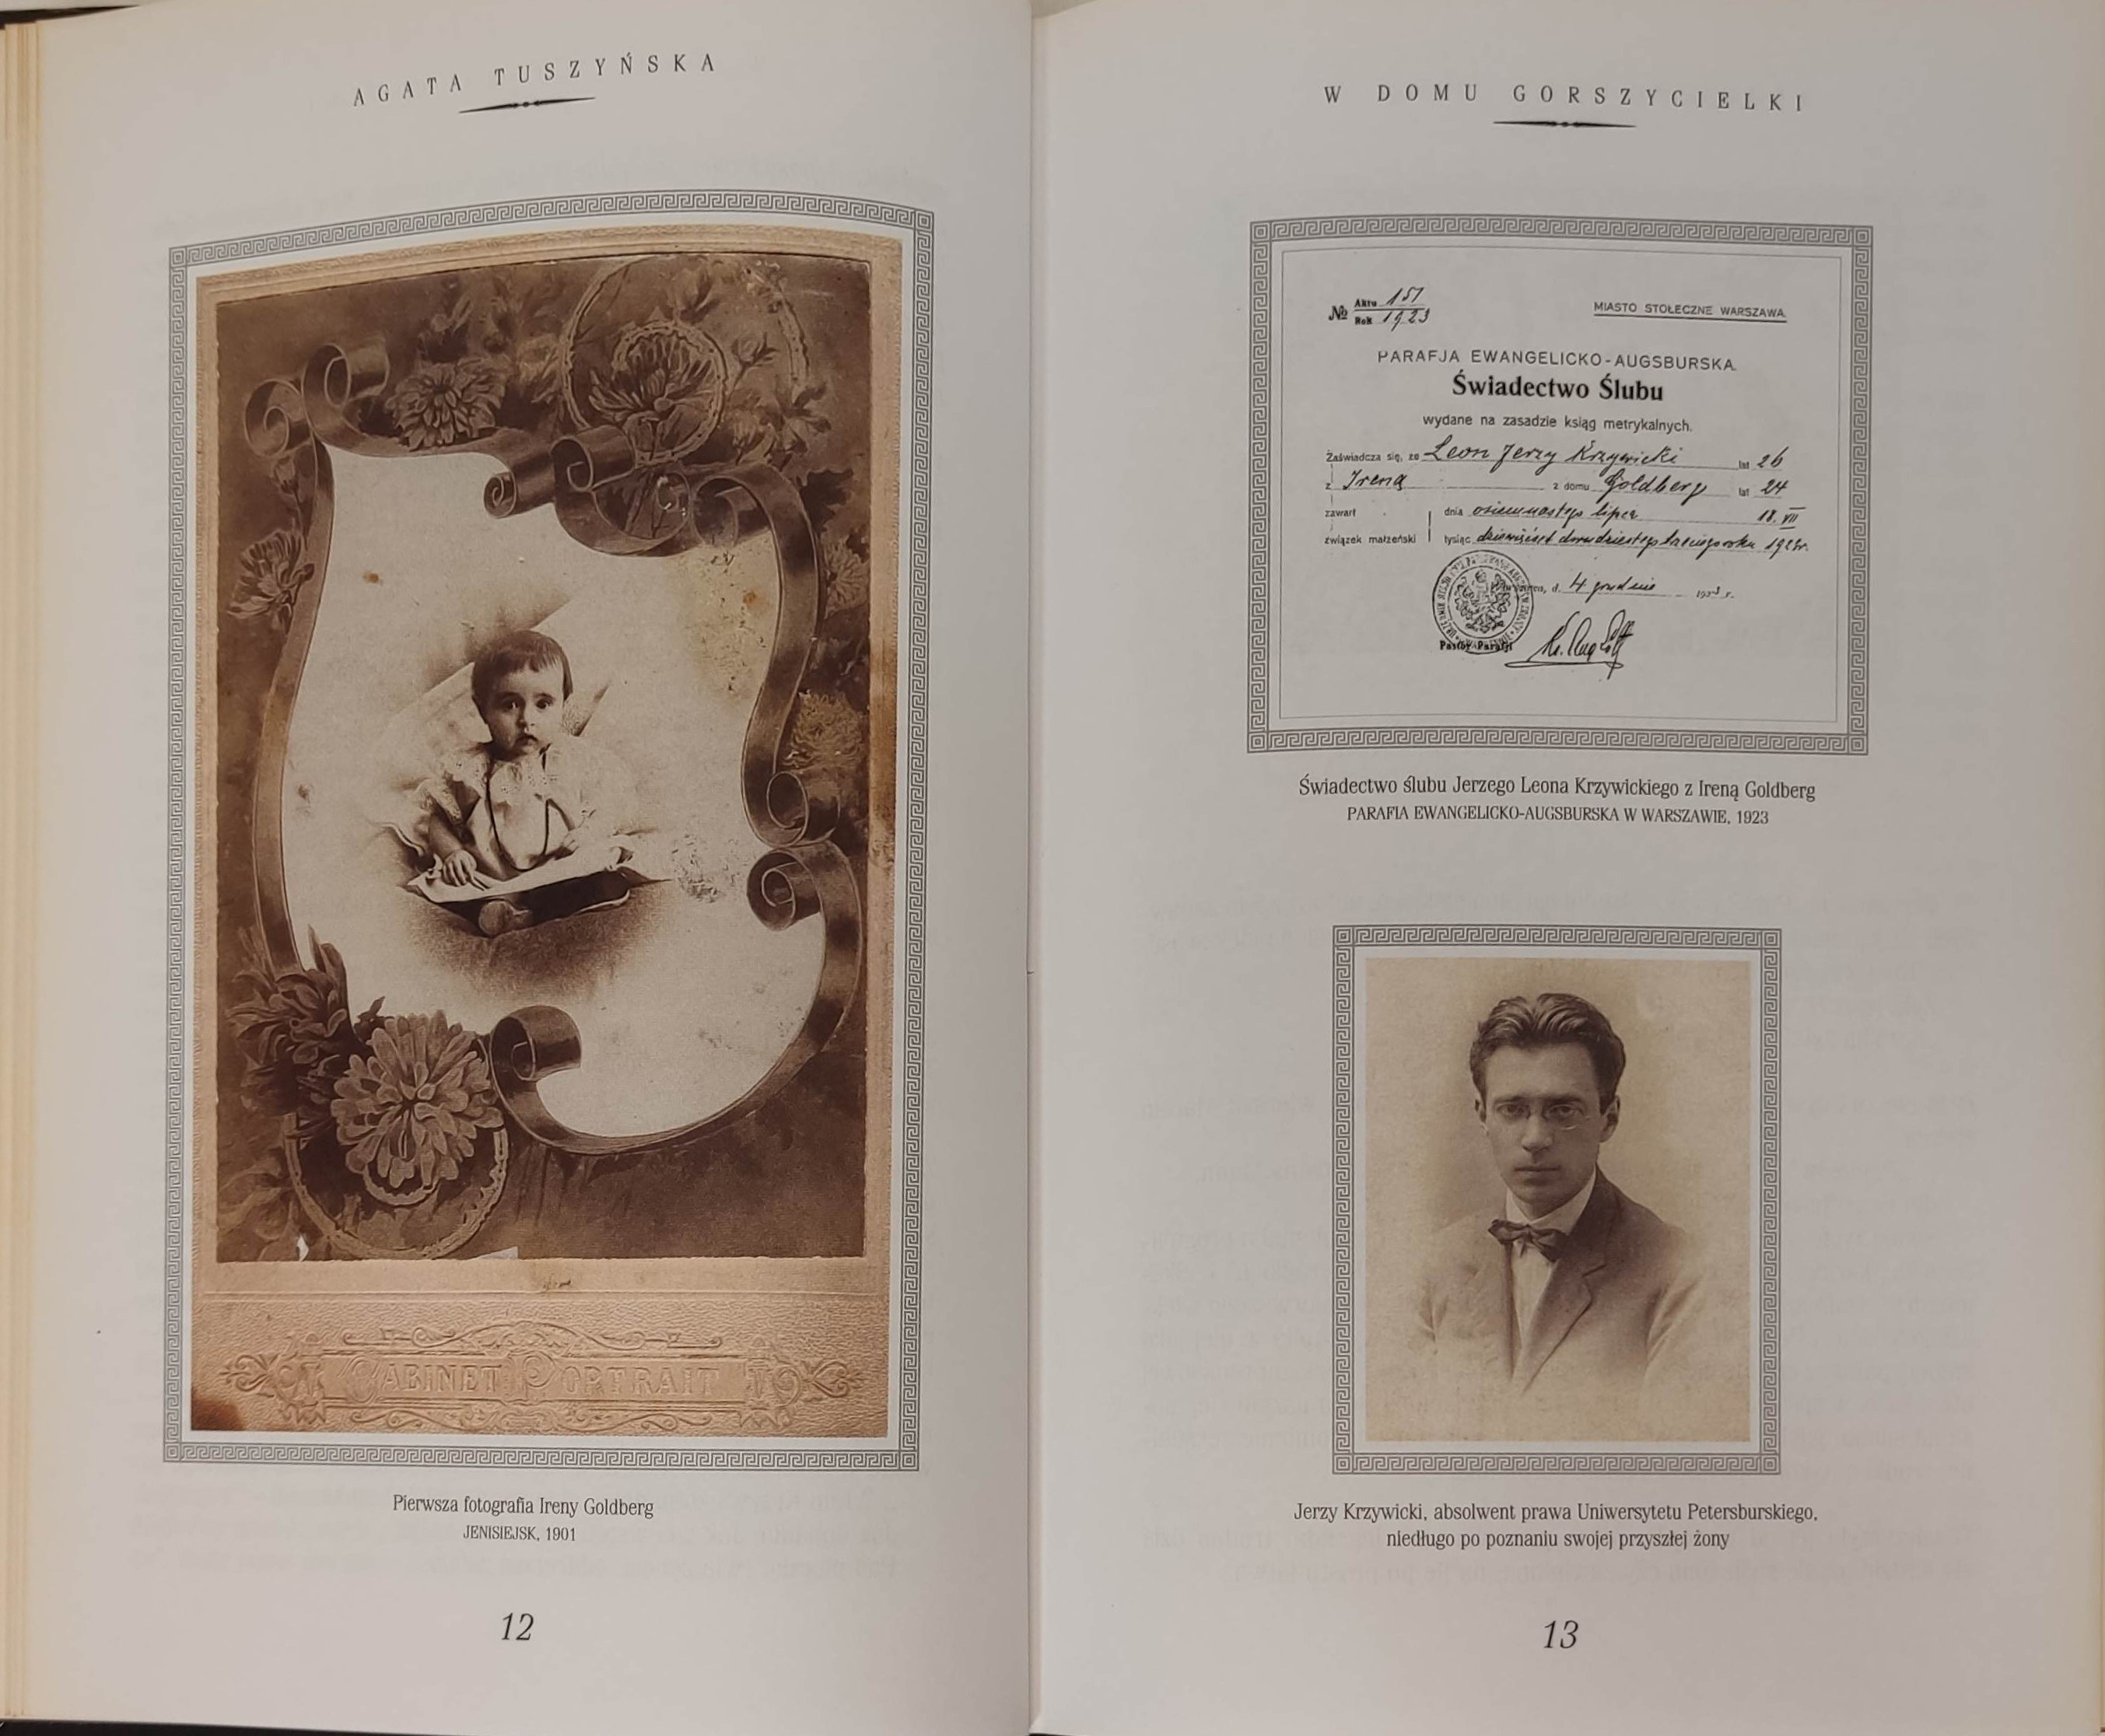 AGATA TUSZYŃSKA
CABINET PORTRAIT
Pierwsza fotografia Ireny Goldberg
JENISIEJSK, 1901
12
W DOMU GORSZYCIELKI
№ Aktu 151
Rok 1923
MIASTO STOŁECZNE WARSZAWA
PARAFJA EWANGELICKO-AUGSBURSKA
Świadectwo Ślubu
wydane na zasadzie ksiąg metrykalnych.
Zaświadcza się, że Leon Jerzy Krzywicki lat 26
z Ireną z domu Goldberg lat 24
zawarł dnia osiemnastego lipca 18. VII
związek małżeński tysiąc dziewięćset dwudziestego trzeciego roku 1923r.
d. 4 grudnia
Pastor Parafji
Świadectwo ślubu Jerzego Leona Krzywickiego z Ireną Goldberg
PARAFIA EWANGELICKO-AUGSBURSKA W WARSZAWIE, 1923
Jerzy Krzywicki, absolwent prawa Uniwersytetu Petersburskiego,
niedługo po poznaniu swojej przyszłej żony
13